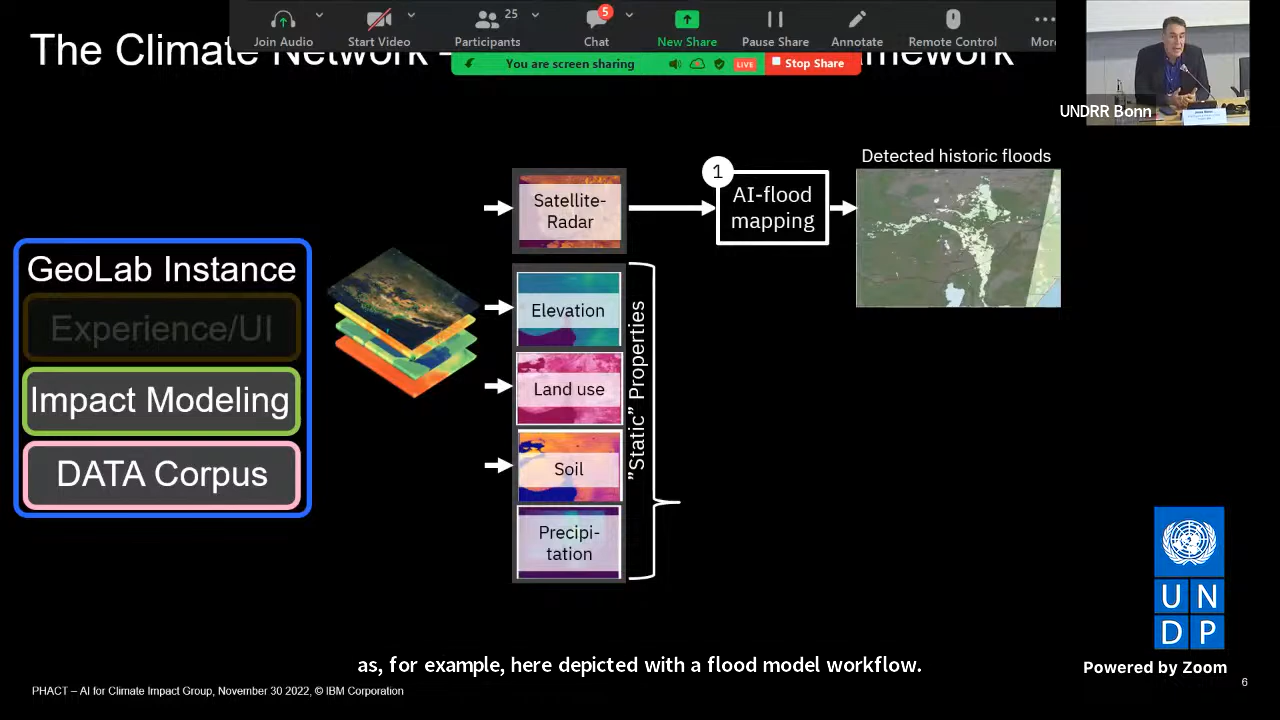 Join Audio
Start Video
Participants
25
Chat
5
New Share
Pause Share
Annotate
Remote Control
More
The Climate Network -
You are screen sharing
LIVE
Stop Share
UNDRR Bonn
Detected historic floods
Satellite-
Radar
1
AI-flood
mapping
GeoLab Instance
Experience/UI
Impact Modeling
DATA Corpus
Elevation
Land use
Soil
Precipi-
tation
"Static" Properties
U N
D P
Powered by Zoom
as, for example, here depicted with a flood model workflow.
PHACT – AI for Climate Impact Group, November 30 2022, © IBM Corporation
6